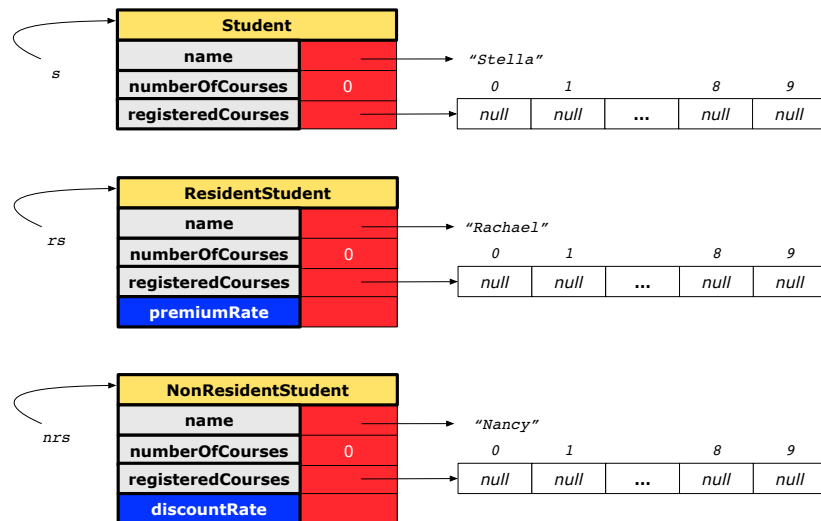 Student
name "Stella"
s
numberOfCourses 0
0 1 8 9
registeredCourses null null ... null null
ResidentStudent
name "Rachael"
rs
numberOfCourses 0
0 1 8 9
registeredCourses null null ... null null
premiumRate
NonResidentStudent
name "Nancy"
nrs
numberOfCourses 0
0 1 8 9
registeredCourses null null ... null null
discountRate